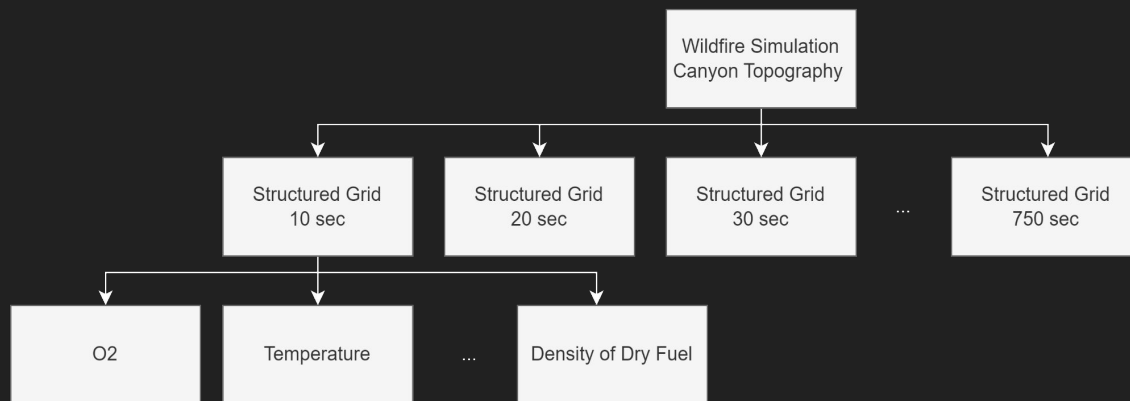 Wildfire Simulation
Canyon Topography
Structured Grid
10 sec
Structured Grid
20 sec
Structured Grid
30 sec
...
Structured Grid
750 sec
O2
Temperature
...
Density of Dry Fuel